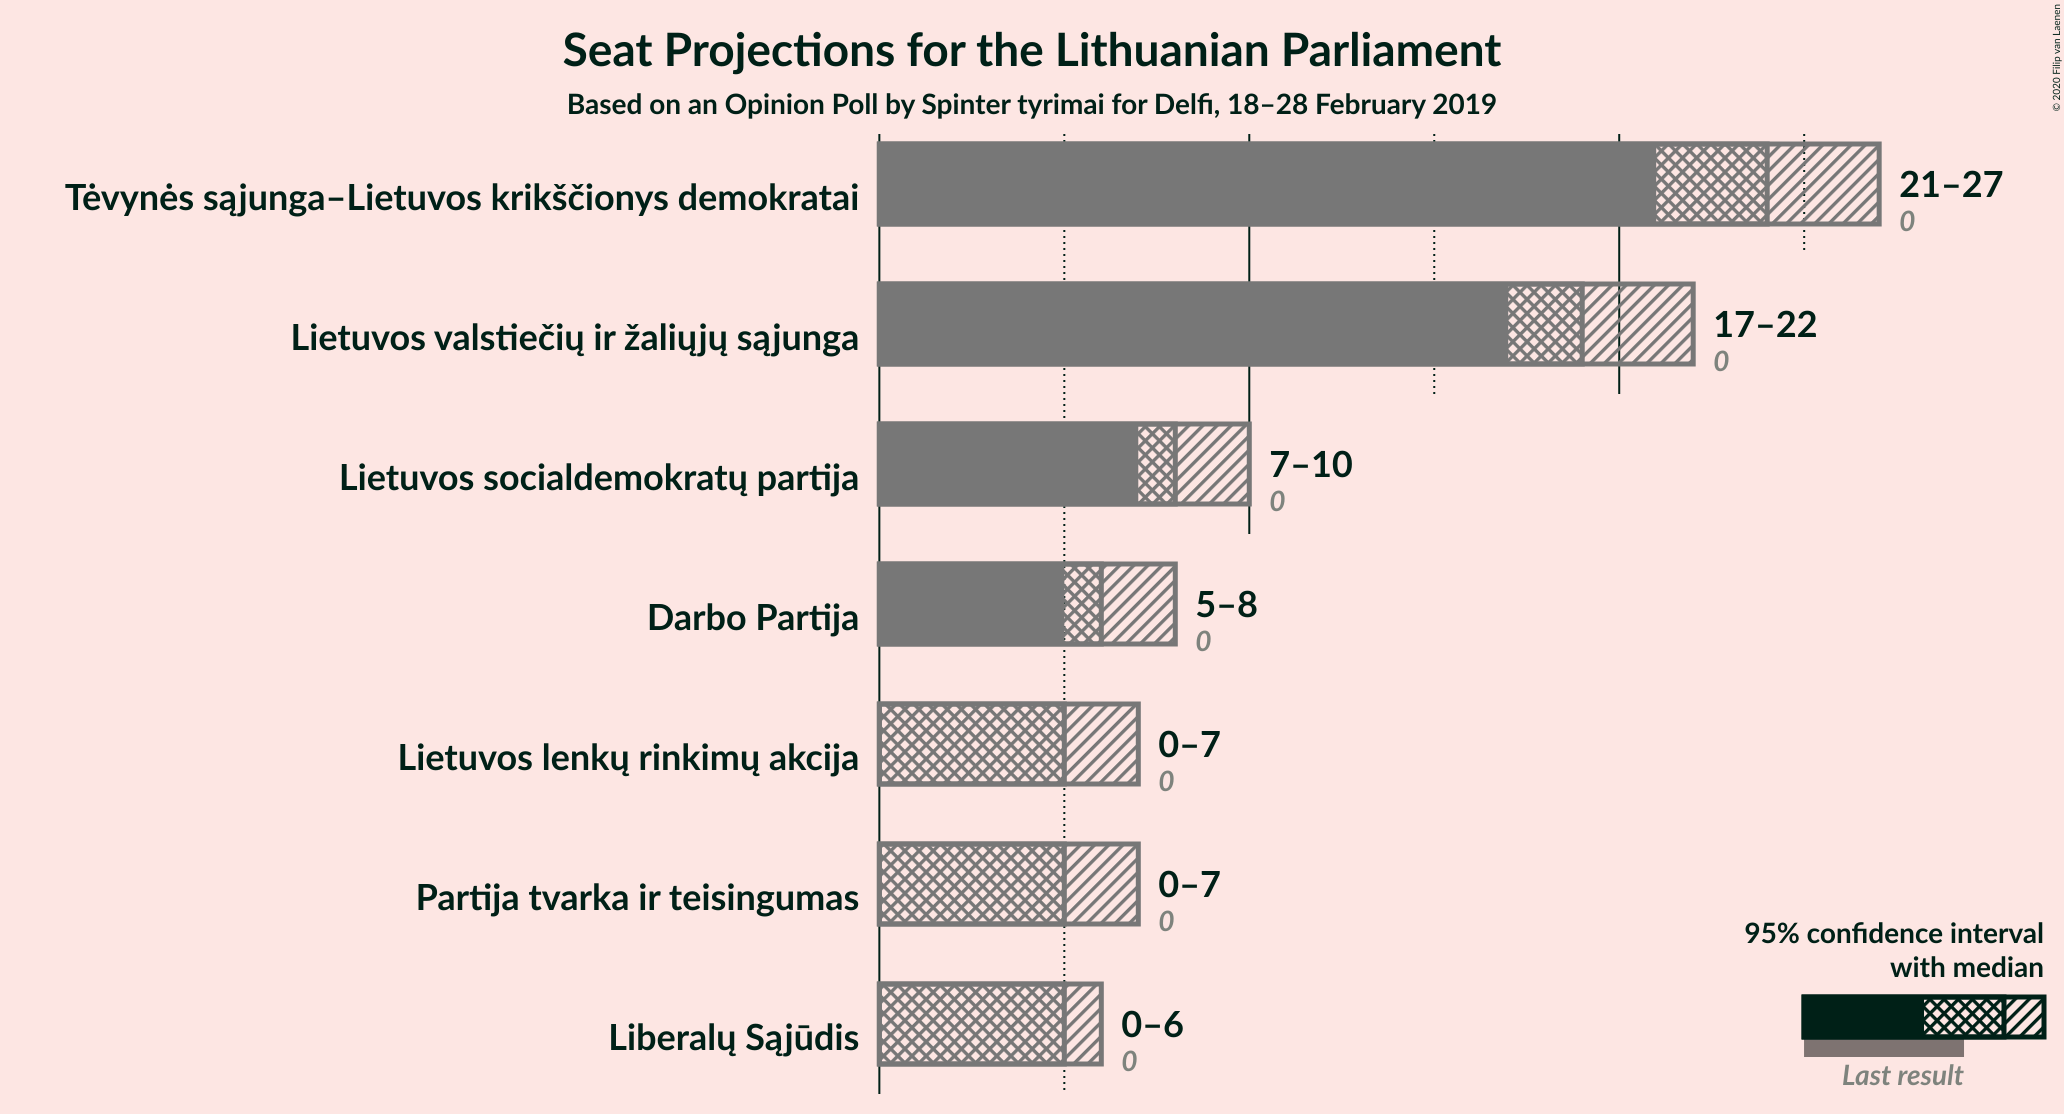 Seat Projections for the Lithuanian Parliament
Based on an Opinion Poll by Spinter tyrimai for Delfi, 18–28 February 2019
© 2020 Filip van Laenen
Tėvynės sąjunga–Lietuvos krikščionys demokratai
21–27
0
Lietuvos valstiečių ir žaliųjų sąjunga
17–22
0
Lietuvos socialdemokratų partija
7–10
0
Darbo Partija
5–8
0
Lietuvos lenkų rinkimų akcija
0–7
0
Partija tvarka ir teisingumas
0–7
0
Liberalų Sąjūdis
0–6
0
95% confidence interval
with median
Last result